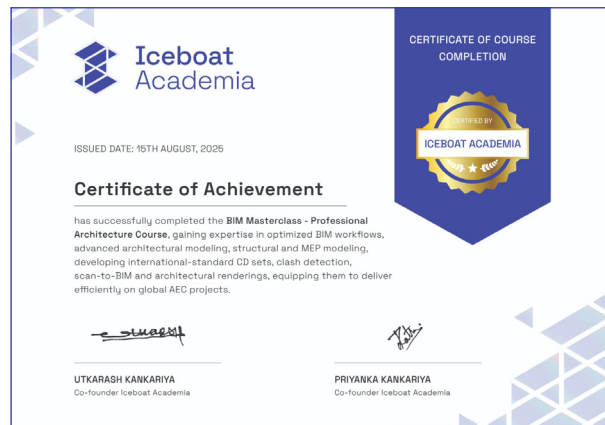 Iceboat
Academia
CERTIFICATE OF COURSE
COMPLETION
CERTIFIED BY
ICEBOAT ACADEMIA
ISSUED DATE: 15TH AUGUST, 2025
Certificate of Achievement
has successfully completed the BIM Masterclass - Professional
Architecture Course, gaining expertise in optimized BIM workflows,
advanced architectural modeling, structural and MEP modeling,
developing international-standard CD sets, clash detection,
scan-to-BIM and architectural renderings, equipping them to deliver
efficiently on global AEC projects.
UTKARASH KANKARIYA
Co-founder Iceboat Academia
PRIYANKA KANKARIYA
Co-founder Iceboat Academia